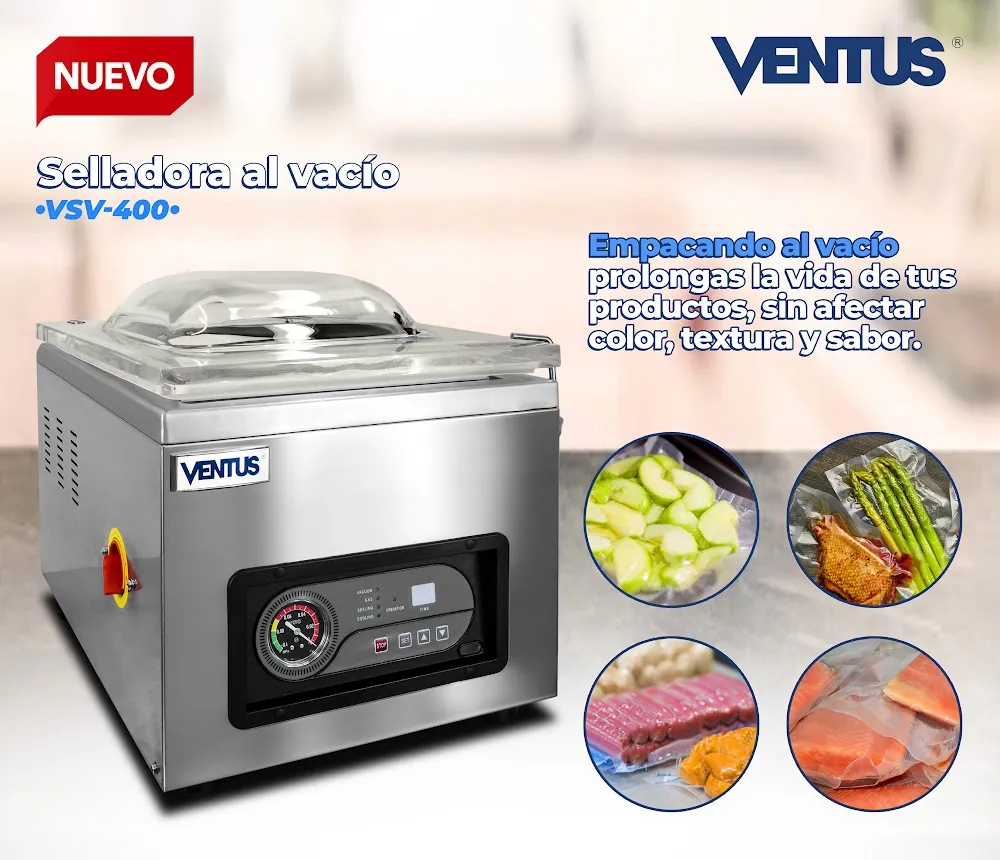 NUEVO
VENTUS®
Selladora al vacío
•VSV-400•
Empacando al vacío
prolongas la vida de tus
productos, sin afectar
color, textura y sabor.
VENTUS
VACUUM
GAS
SEALING
COOLING
OPERATION
TIME
STOP
SET